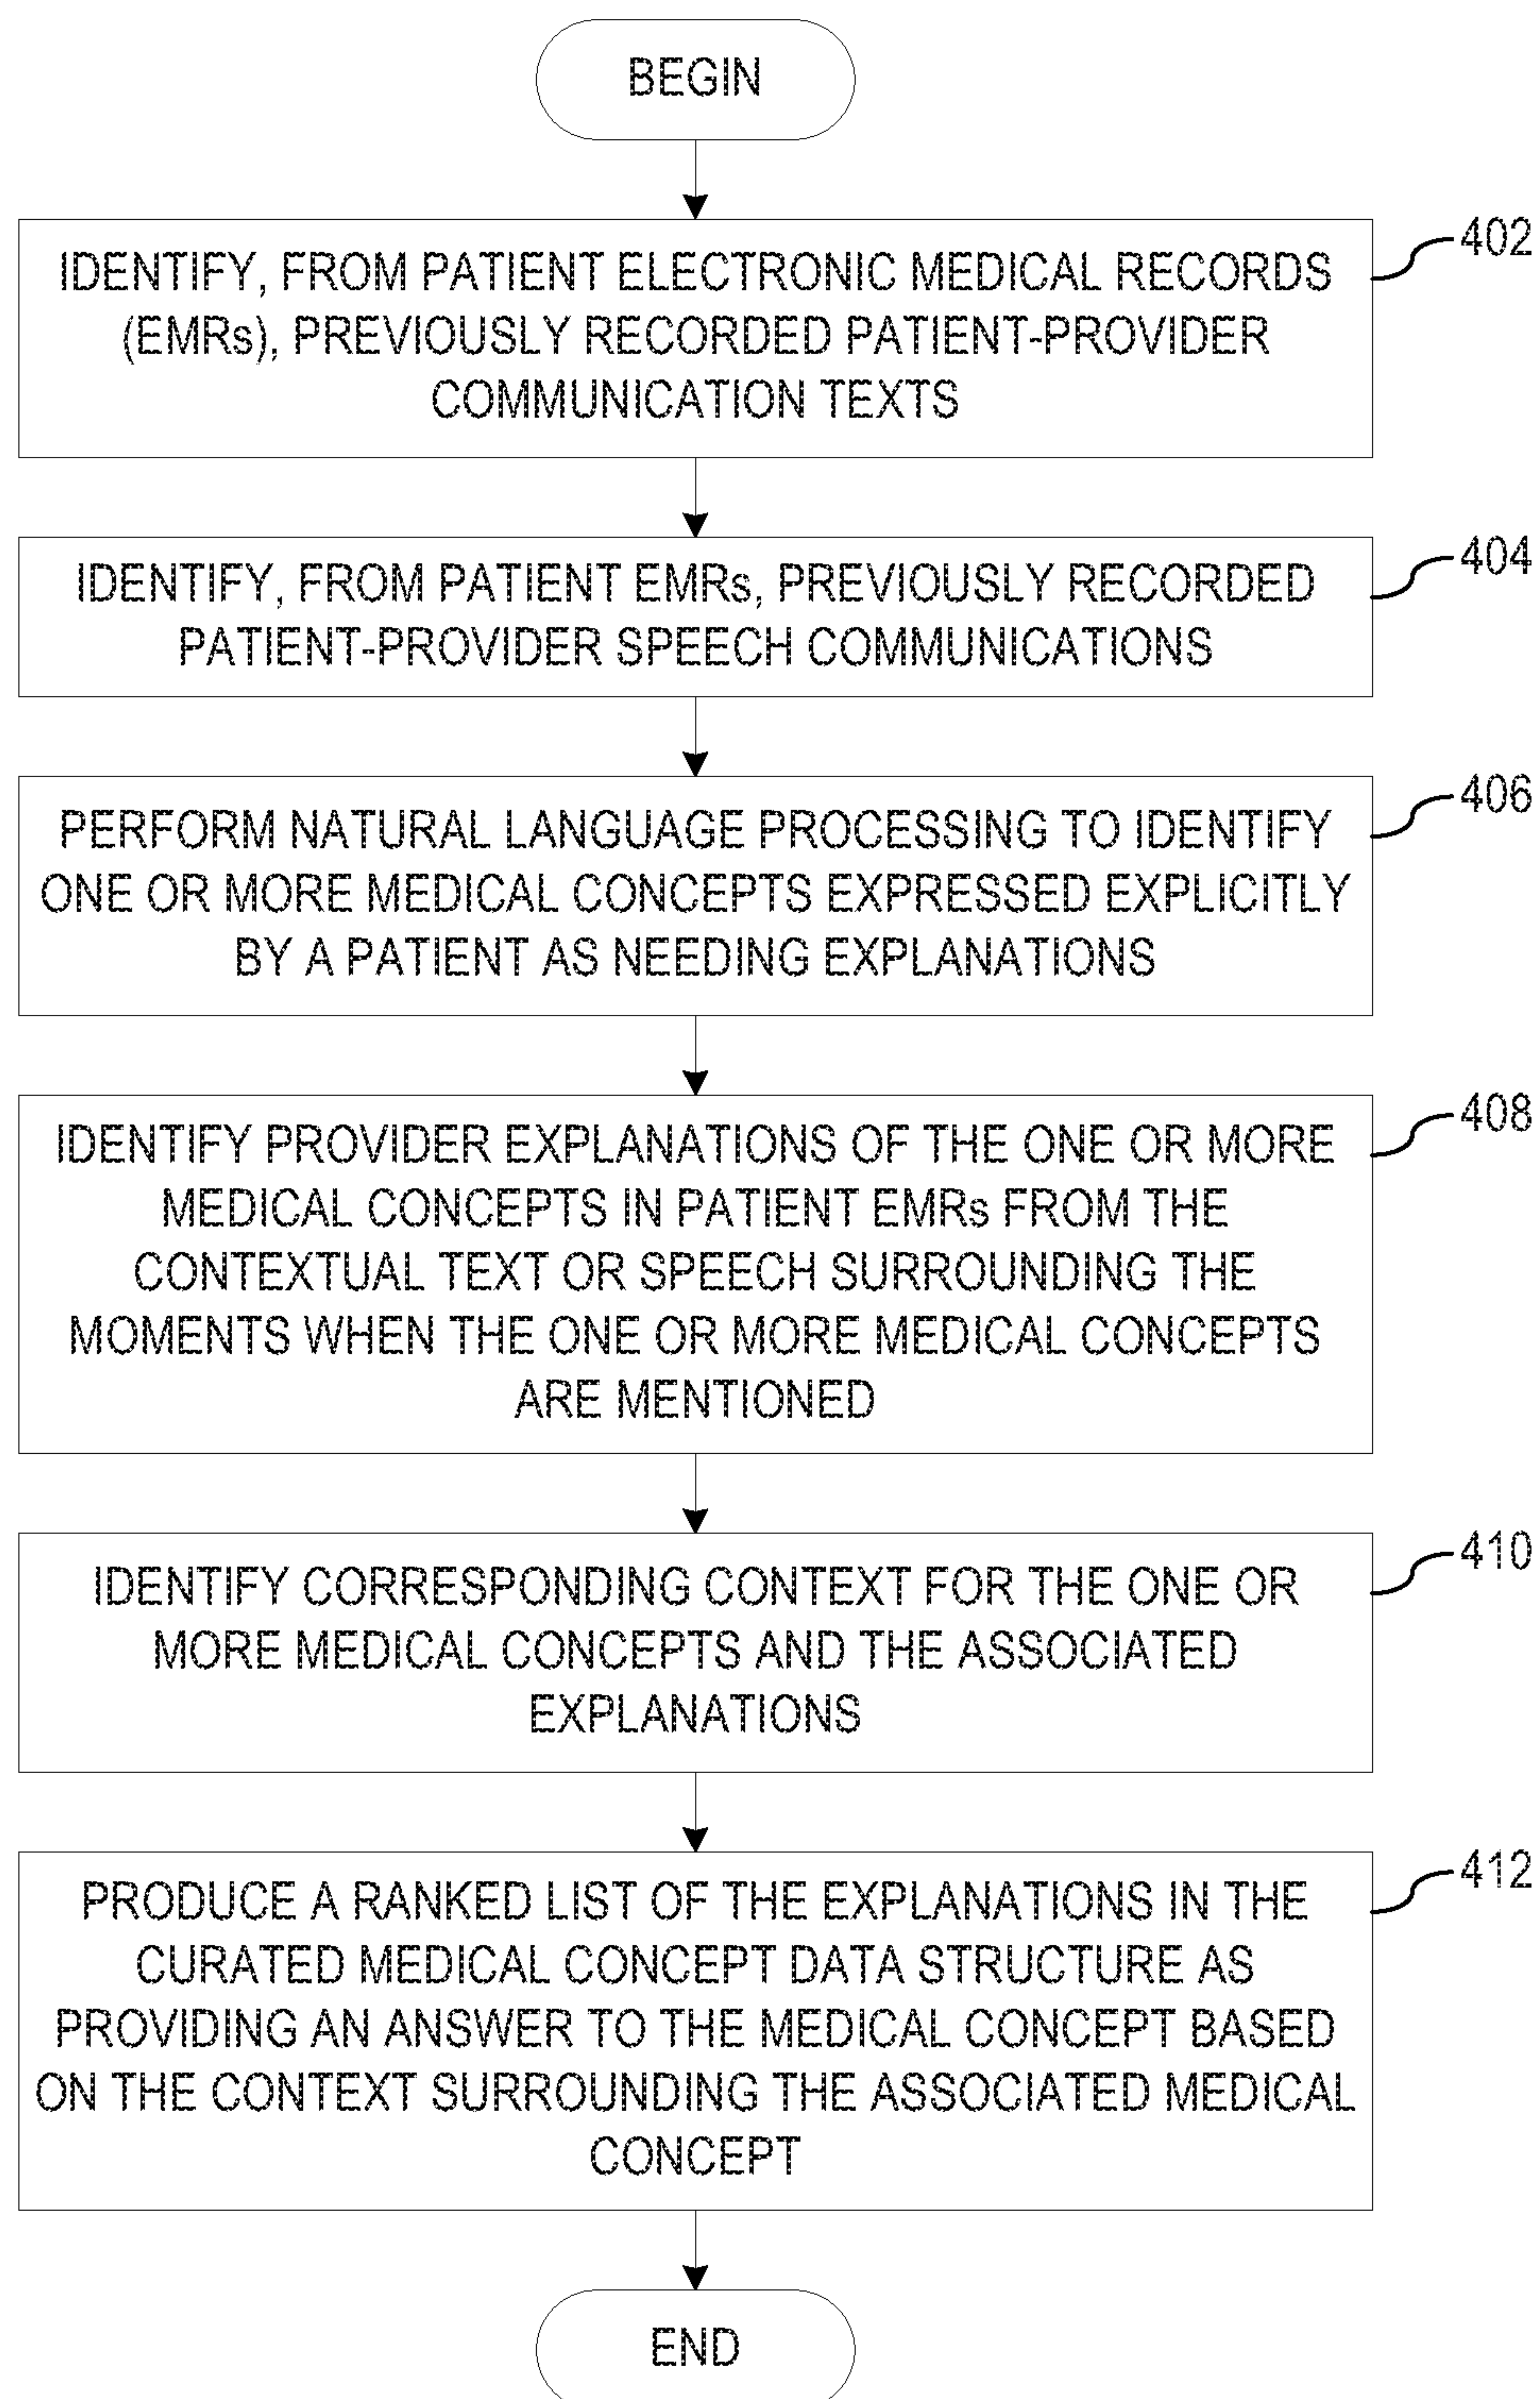 BEGIN
IDENTIFY, FROM PATIENT ELECTRONIC MEDICAL RECORDS
(EMRs), PREVIOUSLY RECORDED PATIENT-PROVIDER
COMMUNICATION TEXTS
402
IDENTIFY, FROM PATIENT EMRs, PREVIOUSLY RECORDED
PATIENT-PROVIDER SPEECH COMMUNICATIONS
404
PERFORM NATURAL LANGUAGE PROCESSING TO IDENTIFY
ONE OR MORE MEDICAL CONCEPTS EXPRESSED EXPLICITLY
BY A PATIENT AS NEEDING EXPLANATIONS
406
IDENTIFY PROVIDER EXPLANATIONS OF THE ONE OR MORE
MEDICAL CONCEPTS IN PATIENT EMRs FROM THE
CONTEXTUAL TEXT OR SPEECH SURROUNDING THE
MOMENTS WHEN THE ONE OR MORE MEDICAL CONCEPTS
ARE MENTIONED
408
IDENTIFY CORRESPONDING CONTEXT FOR THE ONE OR
MORE MEDICAL CONCEPTS AND THE ASSOCIATED
EXPLANATIONS
410
PRODUCE A RANKED LIST OF THE EXPLANATIONS IN THE
CURATED MEDICAL CONCEPT DATA STRUCTURE AS
PROVIDING AN ANSWER TO THE MEDICAL CONCEPT BASED
ON THE CONTEXT SURROUNDING THE ASSOCIATED MEDICAL
CONCEPT
412
END